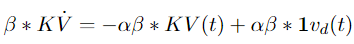 β ∗ KV̇ = −αβ ∗ KV(t) + αβ ∗ 𝟏v_d(t)